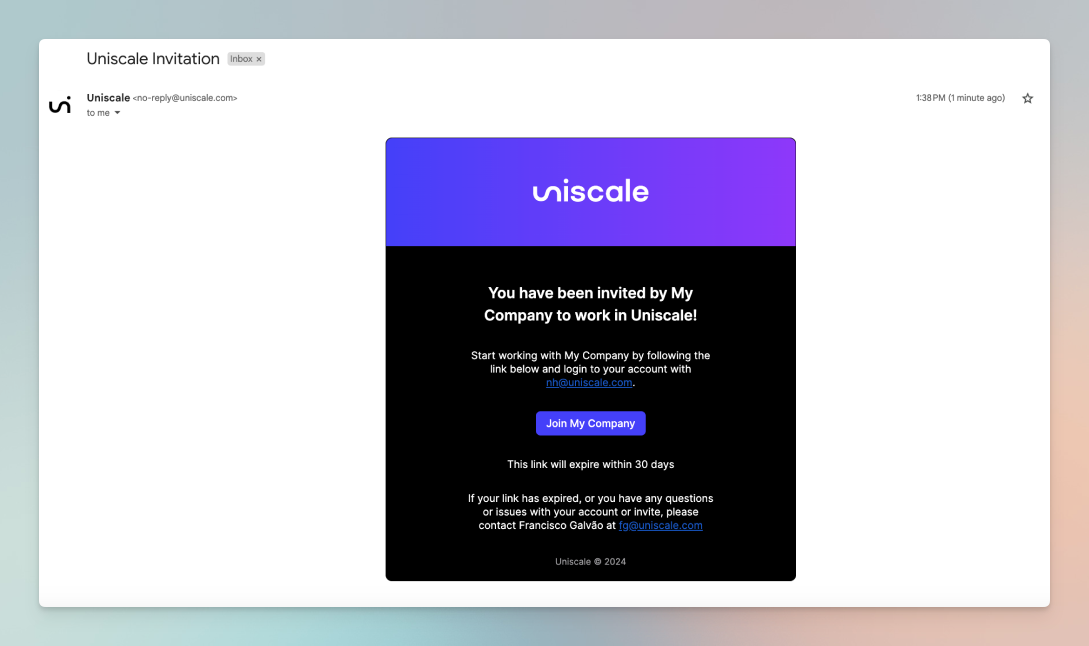 Uniscale Invitation Inbox ×
Uniscale <no-reply@uniscale.com> 1:38 PM (1 minute ago)
to me
uniscale
You have been invited by My
Company to work in Uniscale!
Start working with My Company by following the
link below and login to your account with
nh@uniscale.com.
Join My Company
This link will expire within 30 days
If your link has expired, or you have any questions
or issues with your account or invite, please
contact Francisco Galvão at fg@uniscale.com
Uniscale © 2024